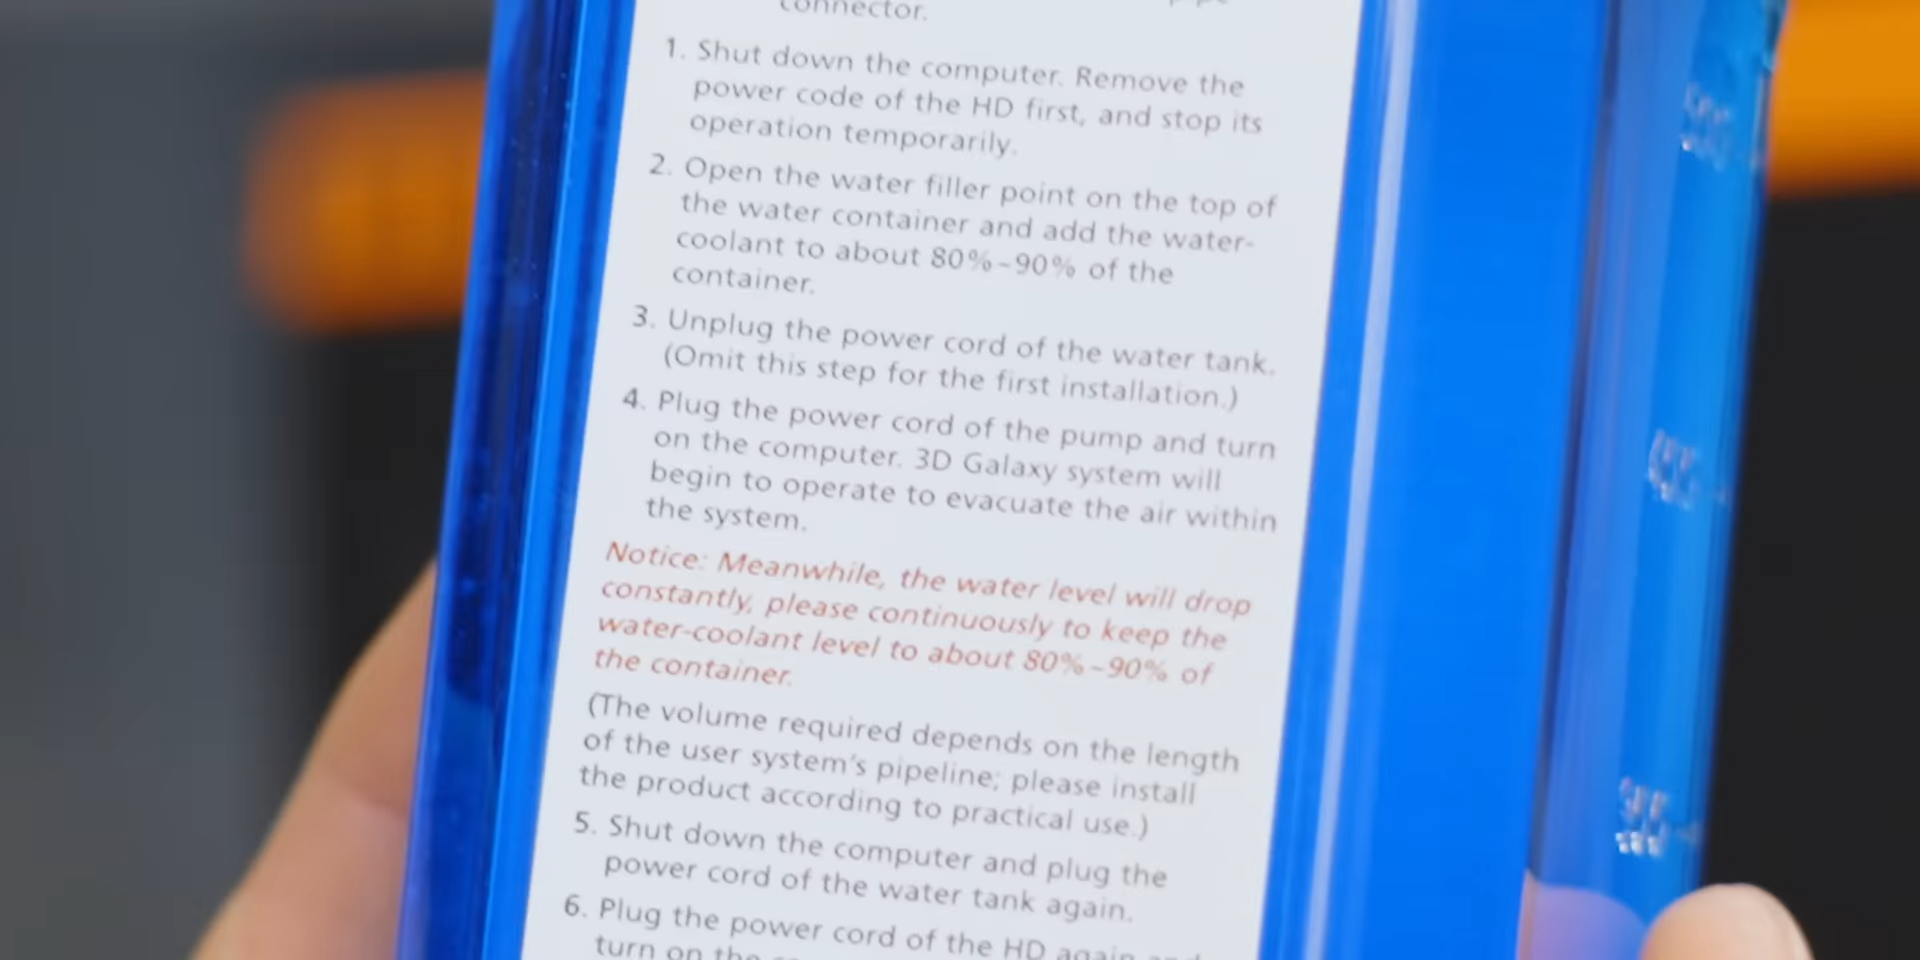 connector.
1. Shut down the computer. Remove the
power code of the HD first, and stop its
operation temporarily.
2. Open the water filler point on the top of
the water container and add the water-
coolant to about 80%~90% of the
container.
3. Unplug the power cord of the water tank.
(Omit this step for the first installation.)
4. Plug the power cord of the pump and turn
on the computer. 3D Galaxy system will
begin to operate to evacuate the air within
the system.
Notice: Meanwhile, the water level will drop
constantly, please continuously to keep the
water-coolant level to about 80%~90% of
the container.
(The volume required depends on the length
of the user system's pipeline; please install
the product according to practical use.)
5. Shut down the computer and plug the
power cord of the water tank again.
6. Plug the power cord of the HD again and
turn on the